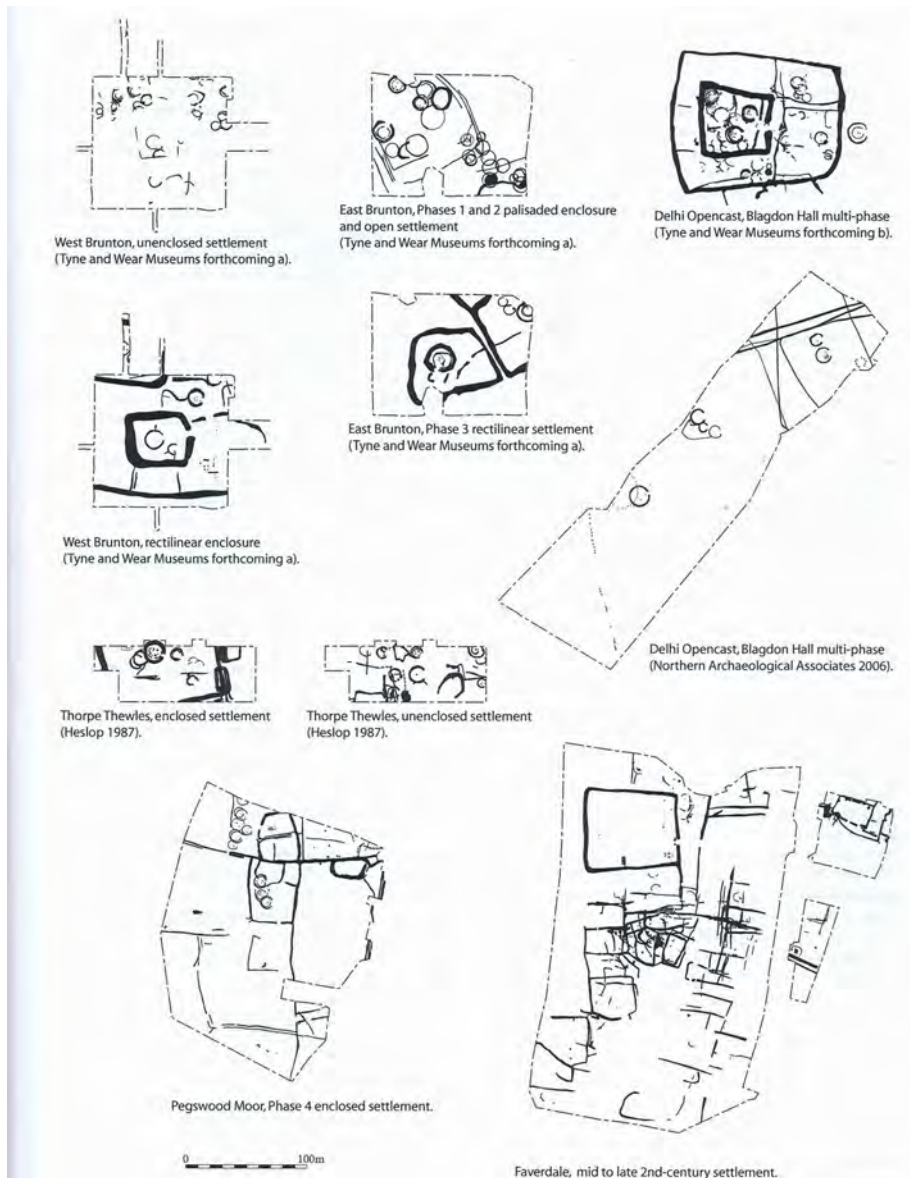 West Brunton, unenclosed settlement
(Tyne and Wear Museums forthcoming a).
East Brunton, Phases 1 and 2 palisaded enclosure
and open settlement
(Tyne and Wear Museums forthcoming a).
Delhi Opencast, Blagdon Hall multi-phase
(Tyne and Wear Museums forthcoming b).
East Brunton, Phase 3 rectilinear settlement
(Tyne and Wear Museums forthcoming a).
West Brunton, rectilinear enclosure
(Tyne and Wear Museums forthcoming a).
Delhi Opencast, Blagdon Hall multi-phase
(Northern Archaeological Associates 2006).
Thorpe Thewles, enclosed settlement
(Heslop 1987).
Thorpe Thewles, unenclosed settlement
(Heslop 1987).
Pegswood Moor, Phase 4 enclosed settlement.
0 100m
Faverdale, mid to late 2nd-century settlement.